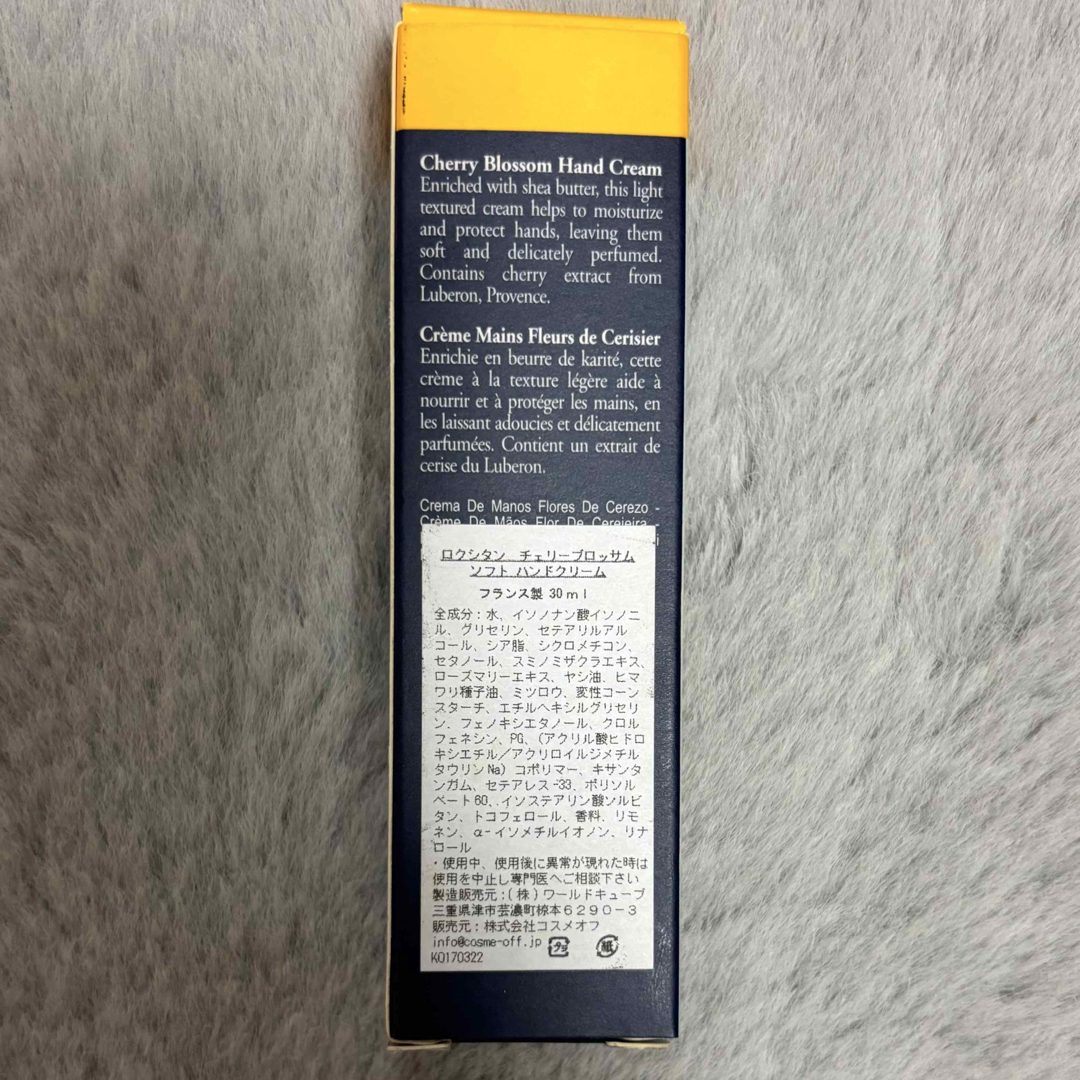 Cherry Blossom Hand Cream
Enriched with shea butter, this light
textured cream helps to moisturize
and protect hands, leaving them
soft and delicately perfumed.
Contains cherry extract from
Luberon, Provence.
Crème Mains Fleurs de Cerisier
Enrichie en beurre de karité, cette
crème à la texture légère aide à
nourrir et à protéger les mains, en
les laissant adoucies et délicatement
parfumées. Contient un extrait de
cerise du Luberon.
Crema De Manos Flores De Cerezo -
Crème De Mãos Flor De Cerejeira -
ロクシタン チェリーブロッサム
ソフト ハンドクリーム
フランス製 30ml
全成分:水、イソノナン酸イソノニ
ル、グリセリン、セテアリルアル
コール、シア脂、シクロメチコン、
セタノール、スミノミザクラエキス、
ローズマリーエキス、ヤシ油、ヒマ
ワリ種子油、ミツロウ、変性コーン
スターチ、エチルヘキシルグリセリ
ン、フェノキシエタノール、クロル
フェネシン、PG、(アクリル酸ヒドロ
キシエチル/アクリロイルジメチル
タウリンNa)コポリマー、キサンタ
ンガム、セテアレス-33、ポリソル
ベート60、.イソステアリン酸ソルビ
タン、トコフェロール、香料、リモ
ネン、α-イソメチルイオノン、リナ
ロール
・使用中、使用後に異常が現れた時は
使用を中止し専門医へご相談下さい
製造販売元:(株)ワールドキューブ
三重県津市芸濃町椋本6290-3
販売元:株式会社コスメオフ
info@cosme-off.jp プラ 紙
KO170322